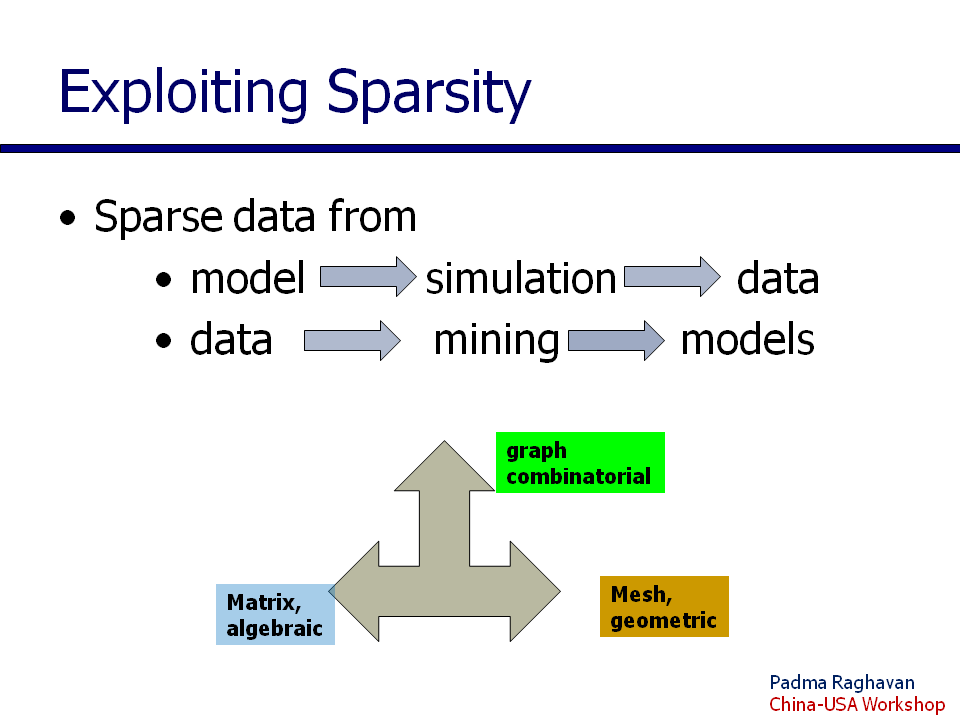 Exploiting Sparsity
• Sparse data from
• model simulation data
• data mining models
graph
combinatorial
Matrix,
algebraic
Mesh,
geometric
Padma Raghavan
China-USA Workshop